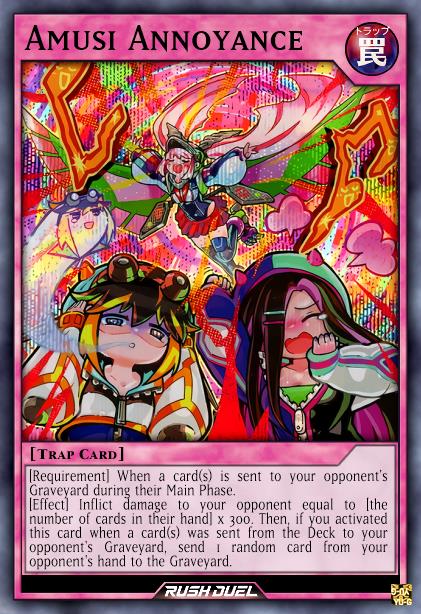 AMUSI ANNOYANCE
トラップ
罠
[TRAP CARD]
[Requirement] When a card(s) is sent to your opponent's
Graveyard during their Main Phase.
[Effect] Inflict damage to your opponent equal to [the
number of cards in their hand] x 300. Then, if you activated
this card when a card(s) was sent from the Deck to your
opponent's Graveyard, send 1 random card from your
opponent's hand to the Graveyard.
RUSH DUEL